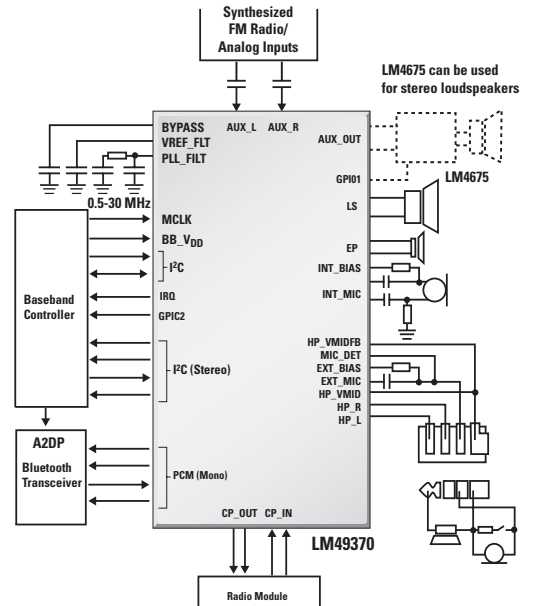 Synthesized
FM Radio/
Analog Inputs
LM4675 can be used
for stereo loudspeakers
BYPASS
AUX_L
AUX_R
VREF_FLT
PLL_FILT
AUX_OUT
GPI01
LM4675
0.5-30 MHz
MCLK
BB_VDD
I²C
IRQ
GPIC2
I²C (Stereo)
PCM (Mono)
Baseband
Controller
A2DP
Bluetooth
Transceiver
LS
EP
INT_BIAS
INT_MIC
HP_VMIDFB
MIC_DET
EXT_BIAS
EXT_MIC
HP_VMID
HP_R
HP_L
CP_OUT
CP_IN
LM49370
Radio Module